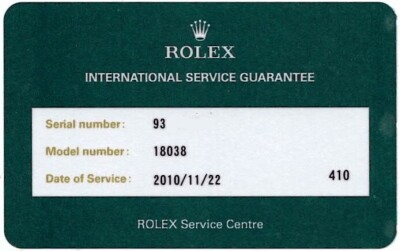 ROLEX
INTERNATIONAL SERVICE GUARANTEE
Serial number: 93
Model number: 18038
Date of Service: 2010/11/22 410
ROLEX Service Centre